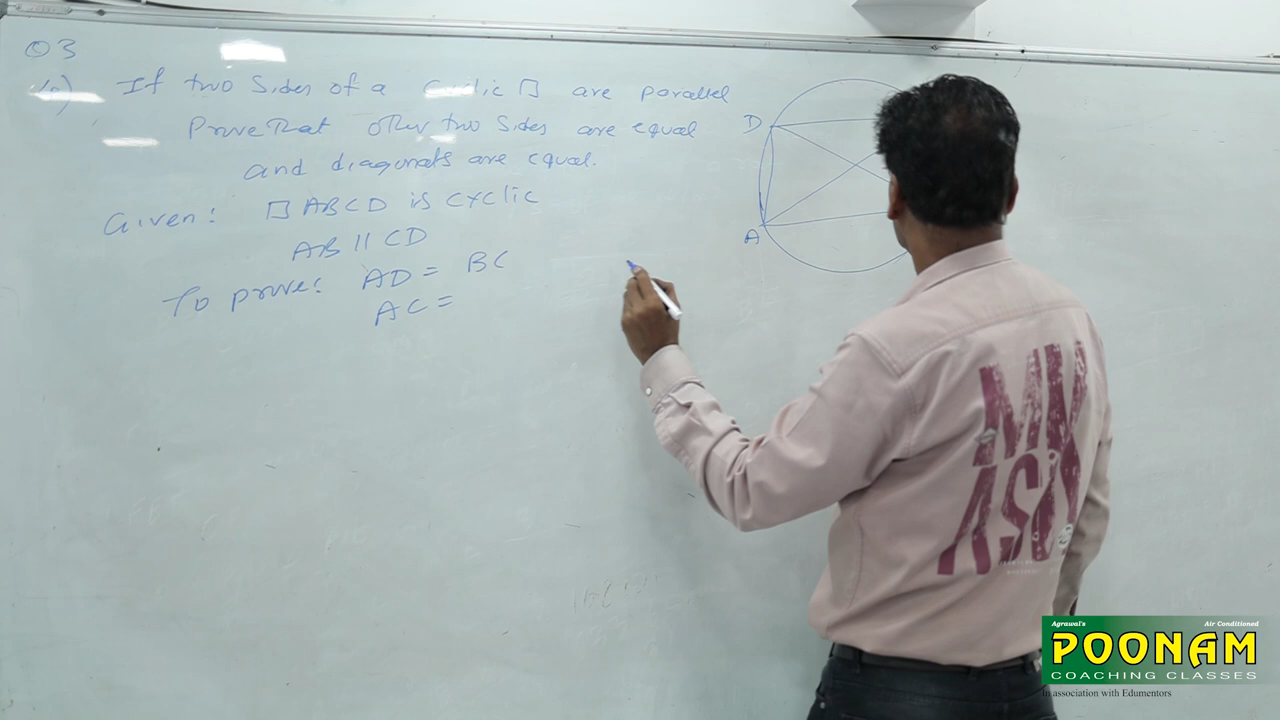 Q3
If two sides of a cyclic □ are parallel
Prove that other two sides are equal
and diagonals are equal.
Given: □ ABCD is cyclic
AB || CD
To prove: AD = BC
AC =
D
A
Agrawal's Air Conditioned
POONAM
COACHING CLASSES
In association with Edumentors